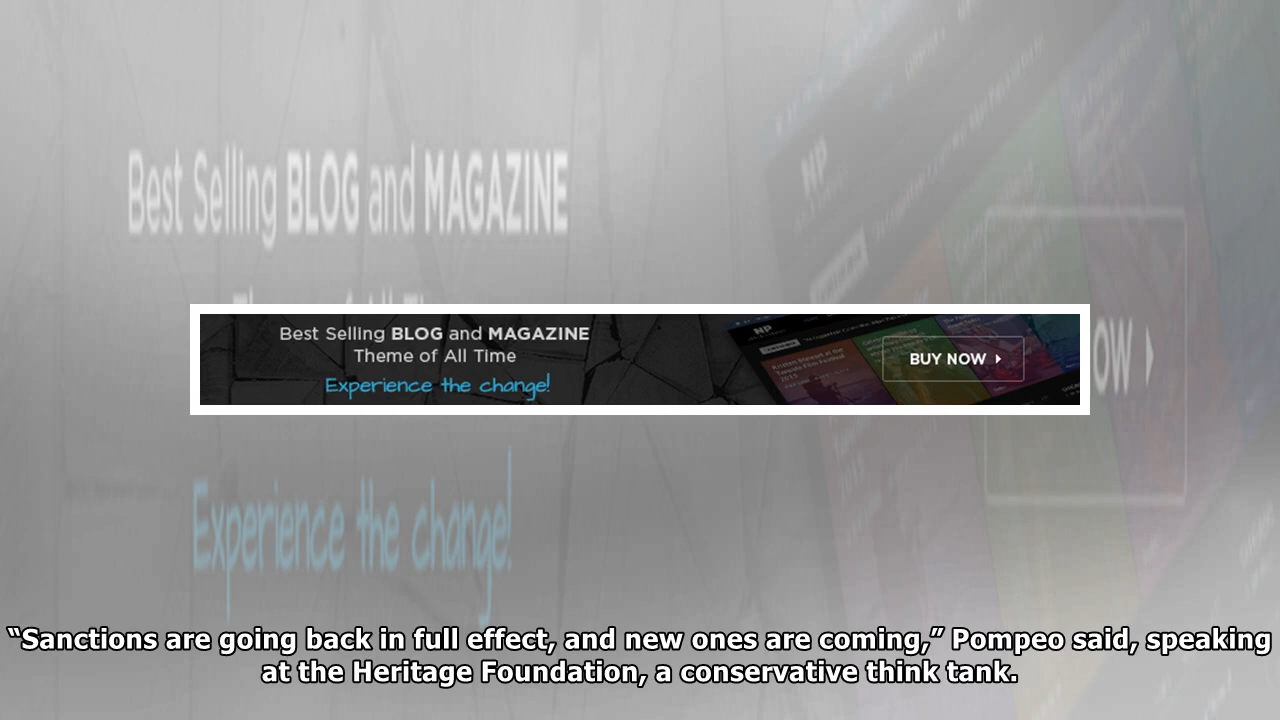 Best Selling BLOG and MAGAZINE
Best Selling BLOG and MAGAZINE
Theme of All Time
Experience the change!
NP
BUY NOW
OW
Experience the change!
“Sanctions are going back in full effect, and new ones are coming,” Pompeo said, speaking
at the Heritage Foundation, a conservative think tank.